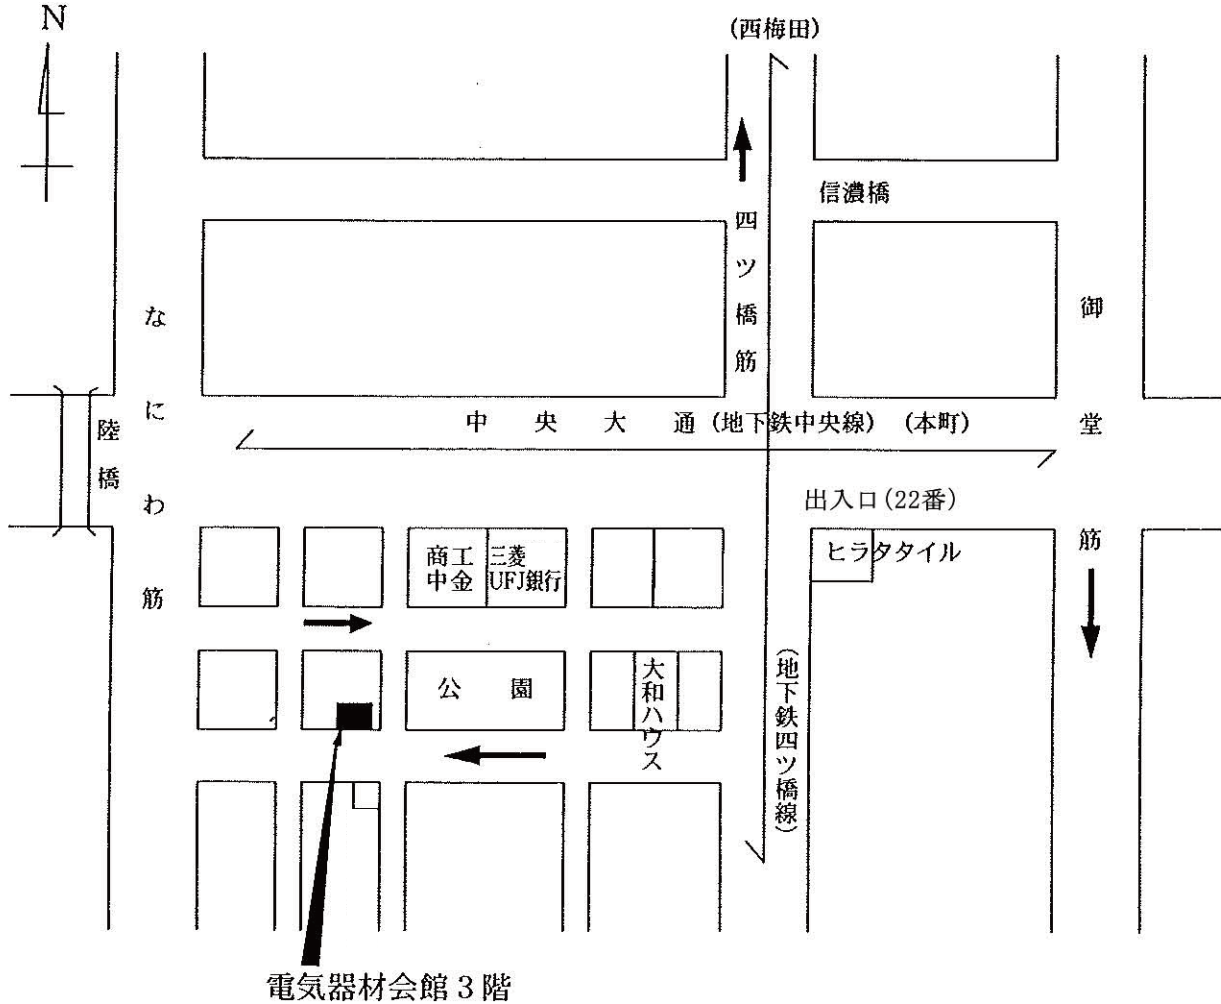 N
(西梅田)
信濃橋
四ツ橋筋
なにわ筋
御堂筋
陸橋
中央大通(地下鉄中央線) (本町)
出入口(22番)
ヒラタタイル
商工
中金
三菱
UFJ銀行
公園
大和ハウス
(地下鉄四ツ橋線)
電気器材会館3階